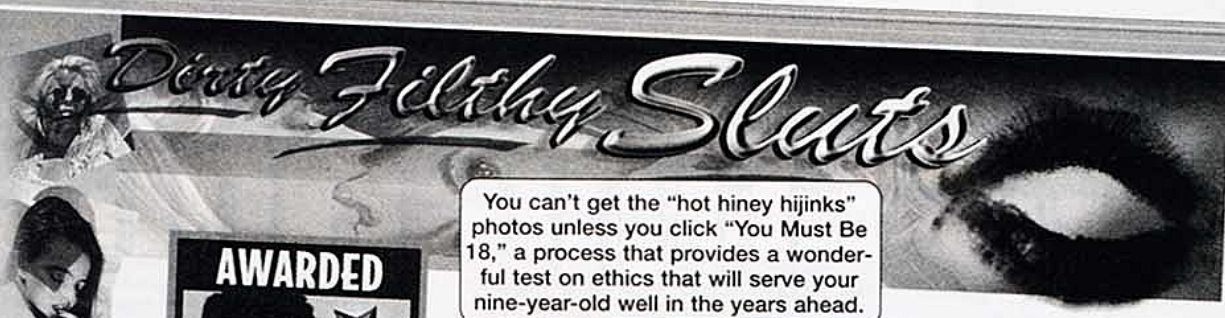 Dirty Filthy Sluts
You can't get the "hot hiney hijinks"
photos unless you click "You Must Be
18," a process that provides a wonder-
ful test on ethics that will serve your
nine-year-old well in the years ahead.
AWARDED